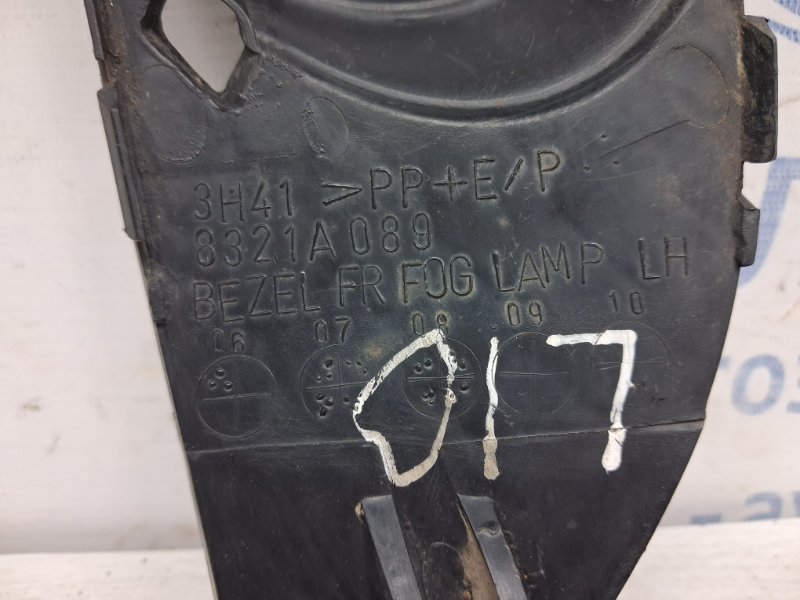 3H41 >PP+E/P
8321A089
BEZEL FR FOG LAMP LH
06 07 08 09 10
017